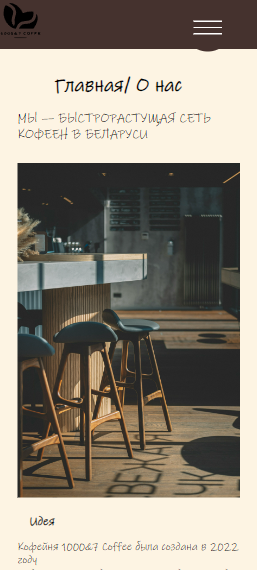 Главная/ О нас
МЫ — БЫСТРОРАСТУЩАЯ СЕТЬ
КОФЕЕН В БЕЛАРУСИ
Идея
Кофейня 1000&7 Coffee была создана в 2022
году